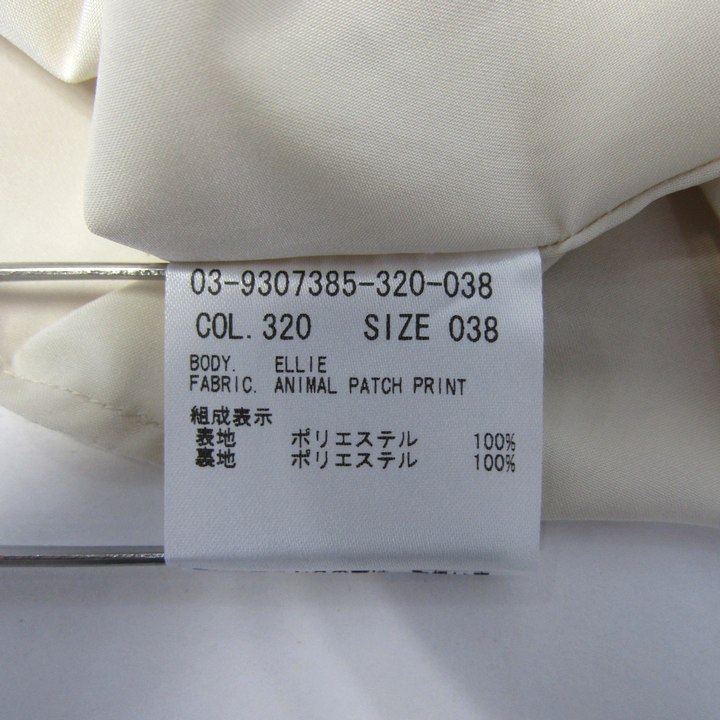 03-9307385-320-038
COL. 320 SIZE 038
BODY. ELLIE
FABRIC. ANIMAL PATCH PRINT
組成表示
表地 ポリエステル 100%
裏地 ポリエステル 100%